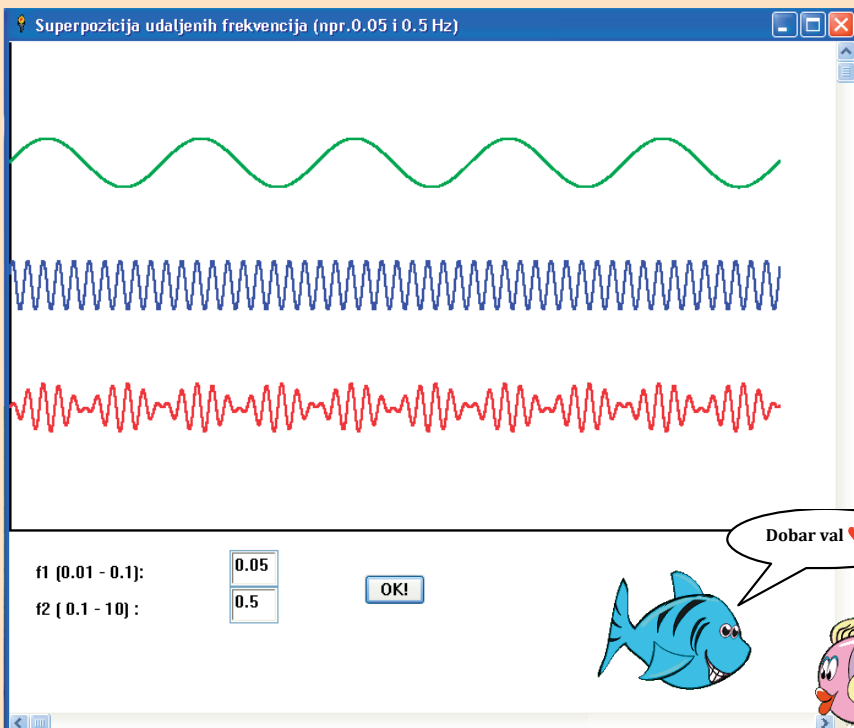 Superpozicija udaljenih frekvencija (npr.0.05 i 0.5 Hz)
Dobar val
f1 (0.01 - 0.1): 0.05
f2 ( 0.1 - 10) : 0.5
OK!